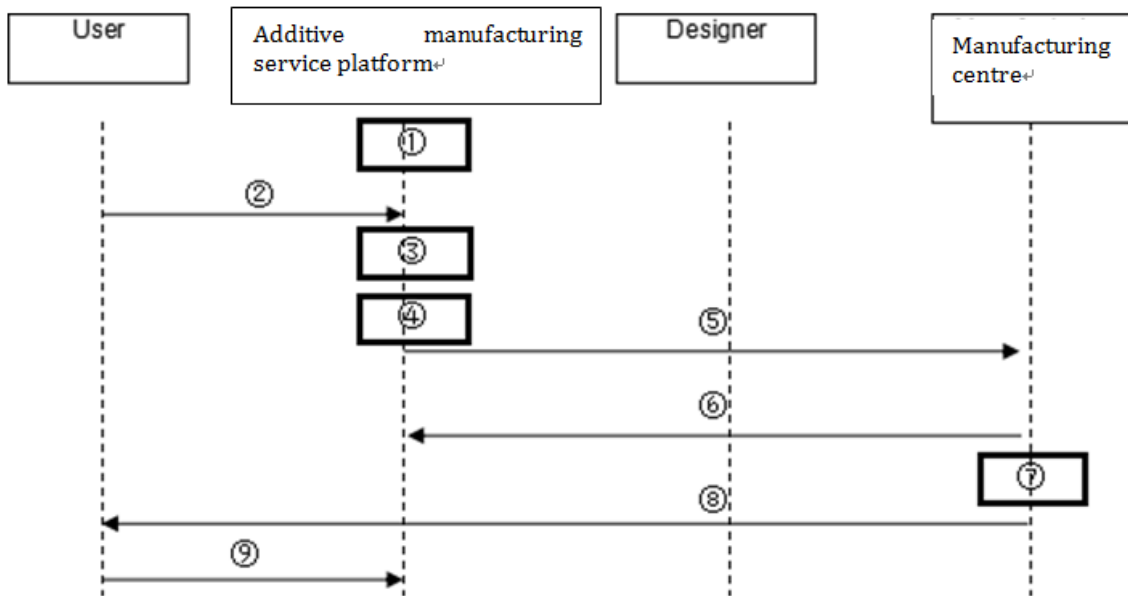 User
Additive manufacturing
service platform↵
Designer
Manufacturing
centre↵
①
②
③
④
⑤
⑥
⑦
⑧
⑨